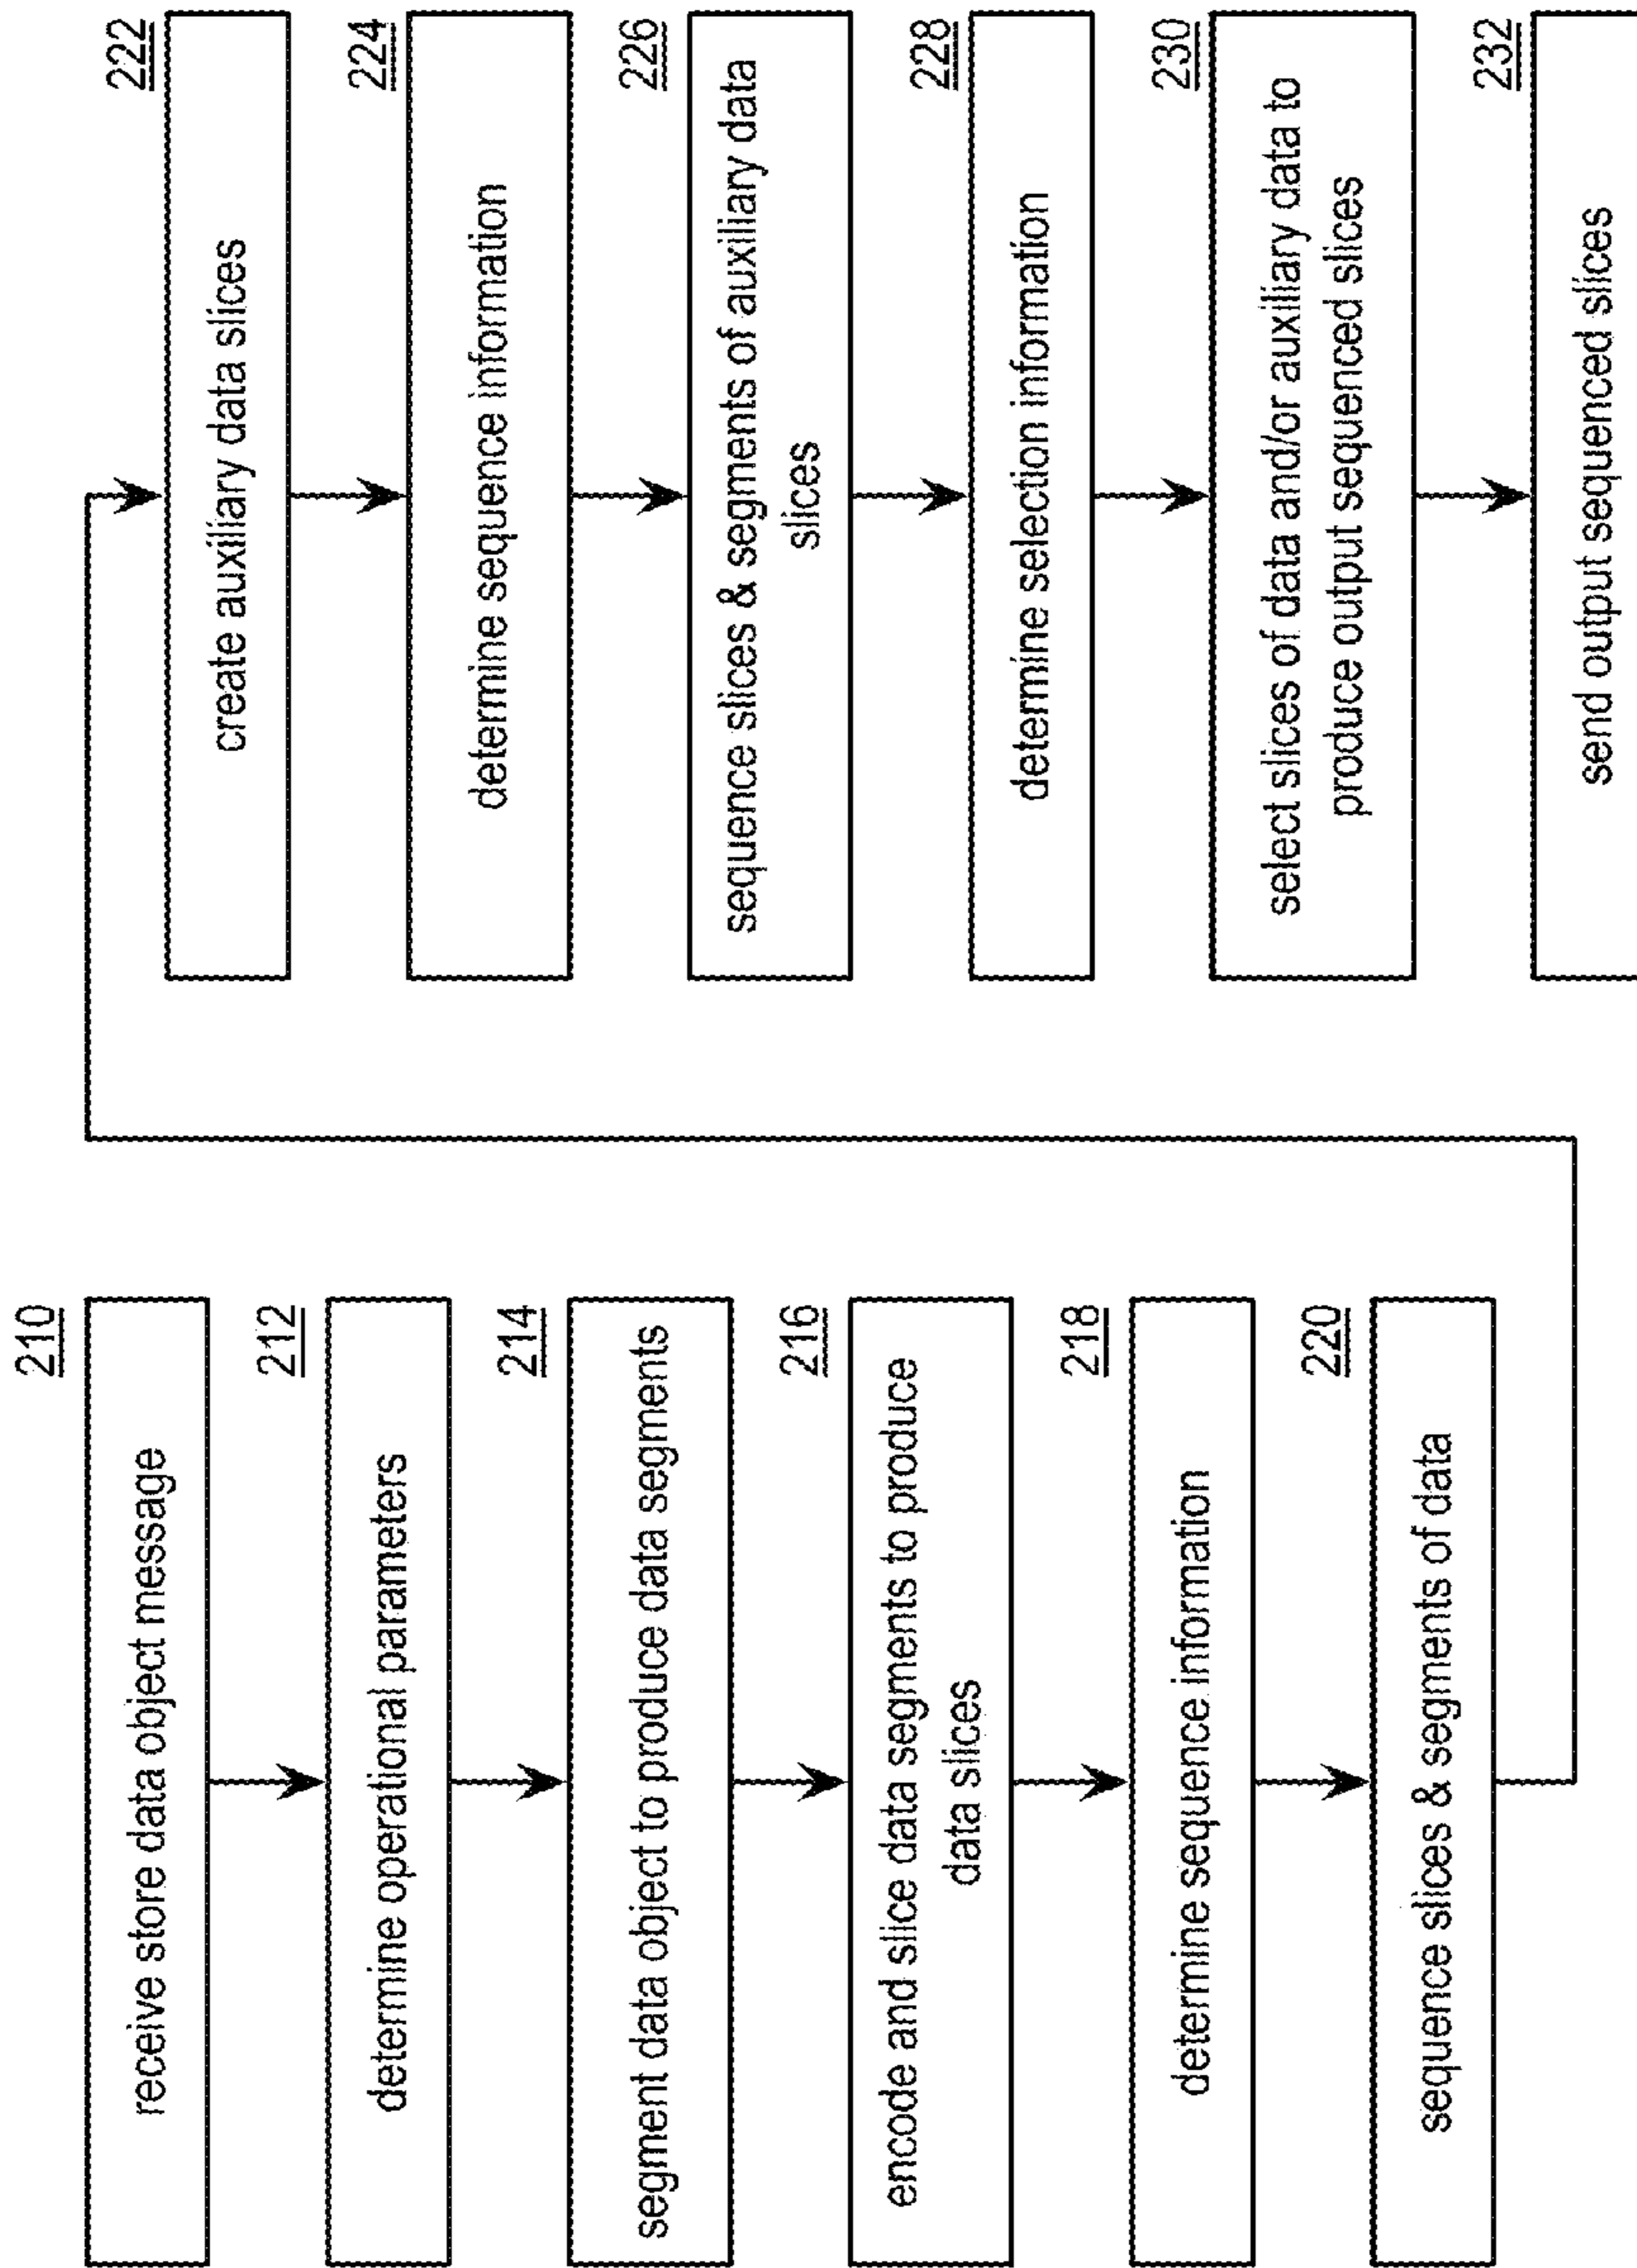 210
receive store data object message
212
determine operational parameters
214
segment data object to produce data segments
216
encode and slice data segments to produce
data slices
218
determine sequence information
220
sequence slices & segments of data
222
create auxiliary data slices
224
determine sequence information
226
sequence slices & segments of auxiliary data
slices
228
determine selection information
230
select slices of data and/or auxiliary data to
produce output sequenced slices
232
send output sequenced slices